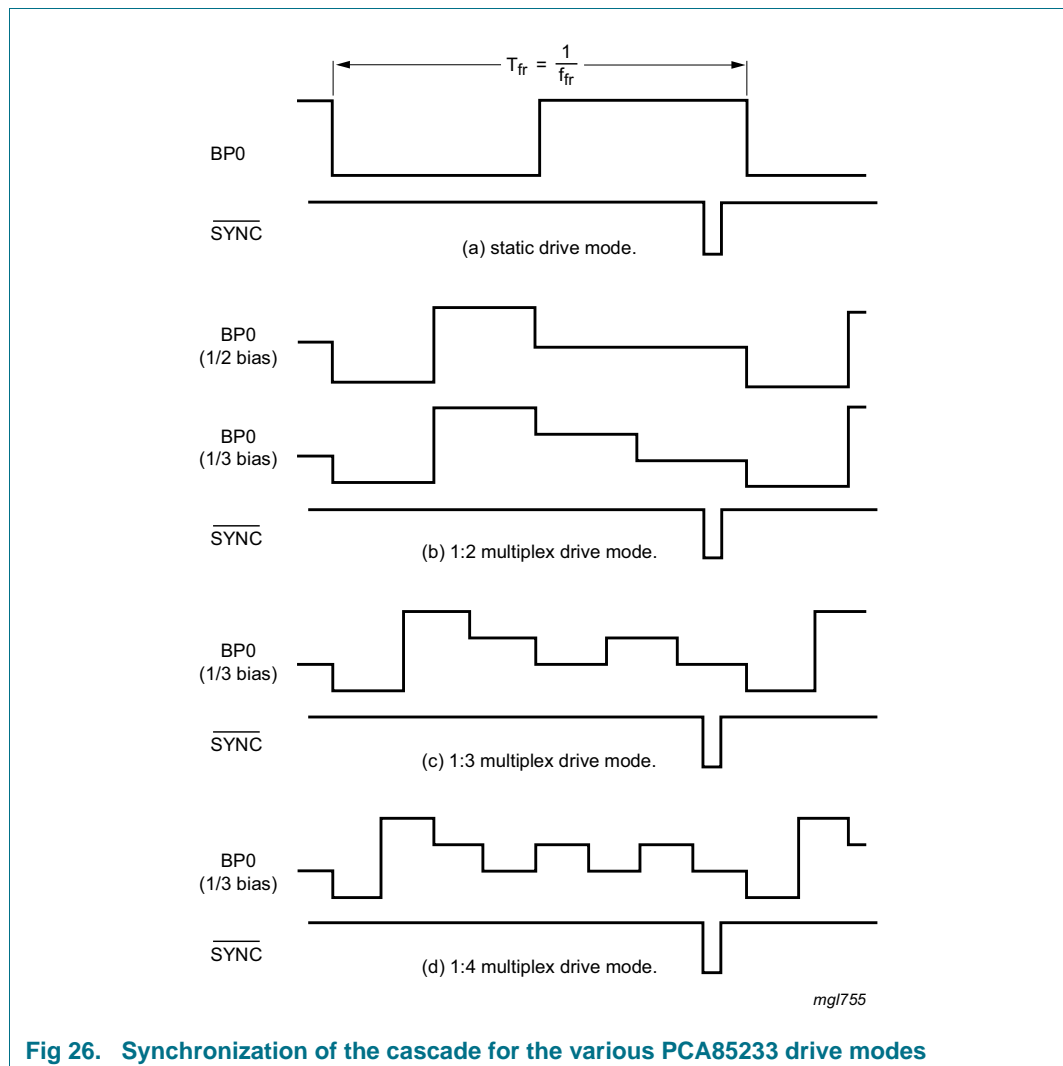 T_fr = 1/f_fr
BP0
SYNC
(a) static drive mode.
BP0
(1/2 bias)
BP0
(1/3 bias)
SYNC
(b) 1:2 multiplex drive mode.
BP0
(1/3 bias)
SYNC
(c) 1:3 multiplex drive mode.
BP0
(1/3 bias)
SYNC
(d) 1:4 multiplex drive mode.
mgl755
Fig 26. Synchronization of the cascade for the various PCA85233 drive modes